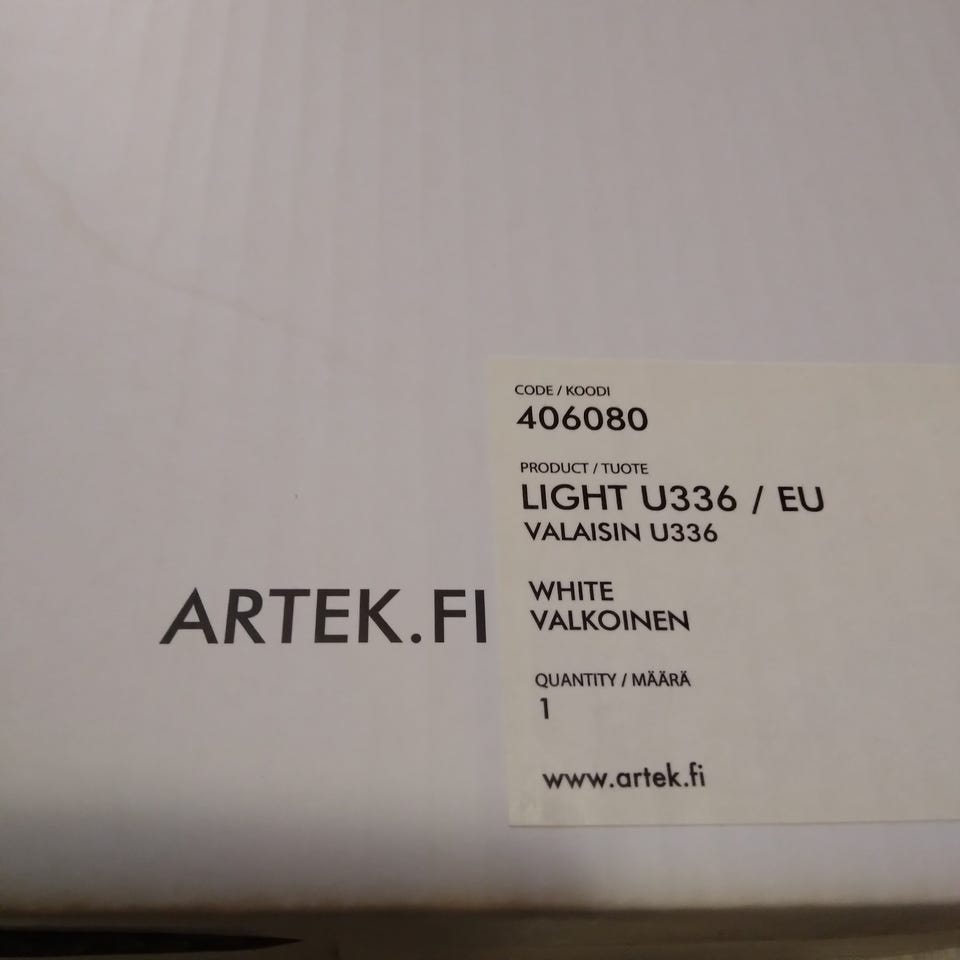 ARTEK.FI
CODE / KOODI
406080
PRODUCT / TUOTE
LIGHT U336 / EU
VALAISIN U336
WHITE
VALKOINEN
QUANTITY / MÄÄRÄ
1
www.artek.fi